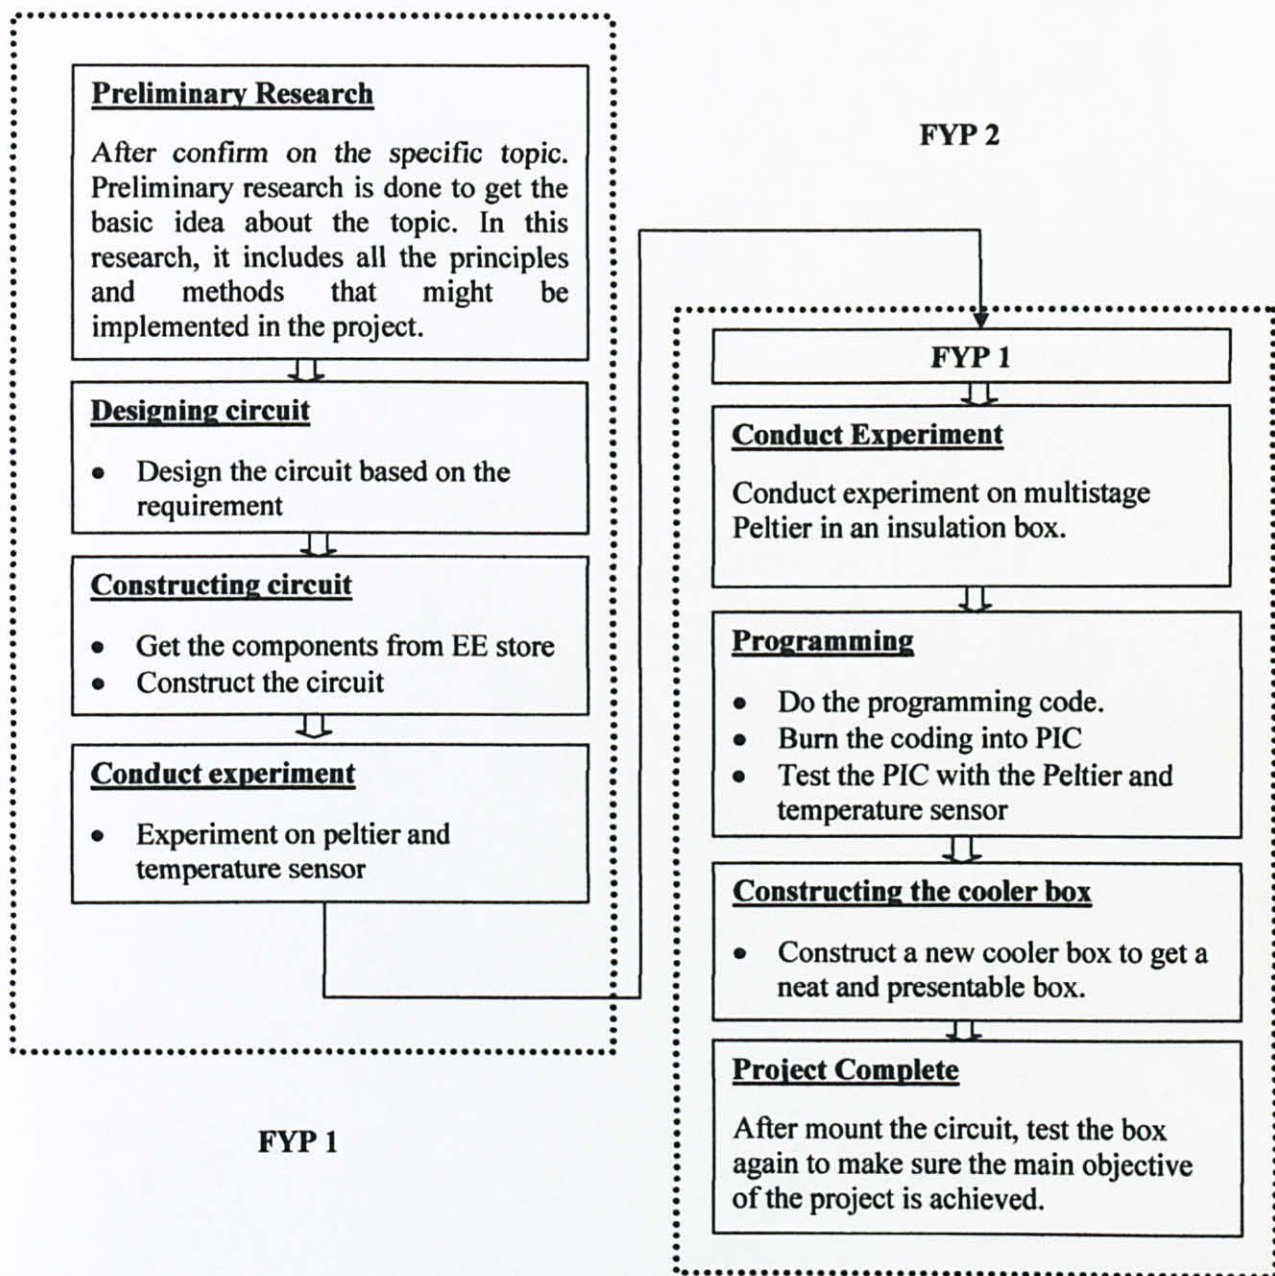 Preliminary Research
After confirm on the specific topic.
Preliminary research is done to get the
basic idea about the topic. In this
research, it includes all the principles
and methods that might be
implemented in the project.
Designing circuit
• Design the circuit based on the
requirement
Constructing circuit
• Get the components from EE store
• Construct the circuit
Conduct experiment
• Experiment on peltier and
temperature sensor
FYP 1
FYP 2
FYP 1
Conduct Experiment
Conduct experiment on multistage
Peltier in an insulation box.
Programming
• Do the programming code.
• Burn the coding into PIC
• Test the PIC with the Peltier and
temperature sensor
Constructing the cooler box
• Construct a new cooler box to get a
neat and presentable box.
Project Complete
After mount the circuit, test the box
again to make sure the main objective
of the project is achieved.